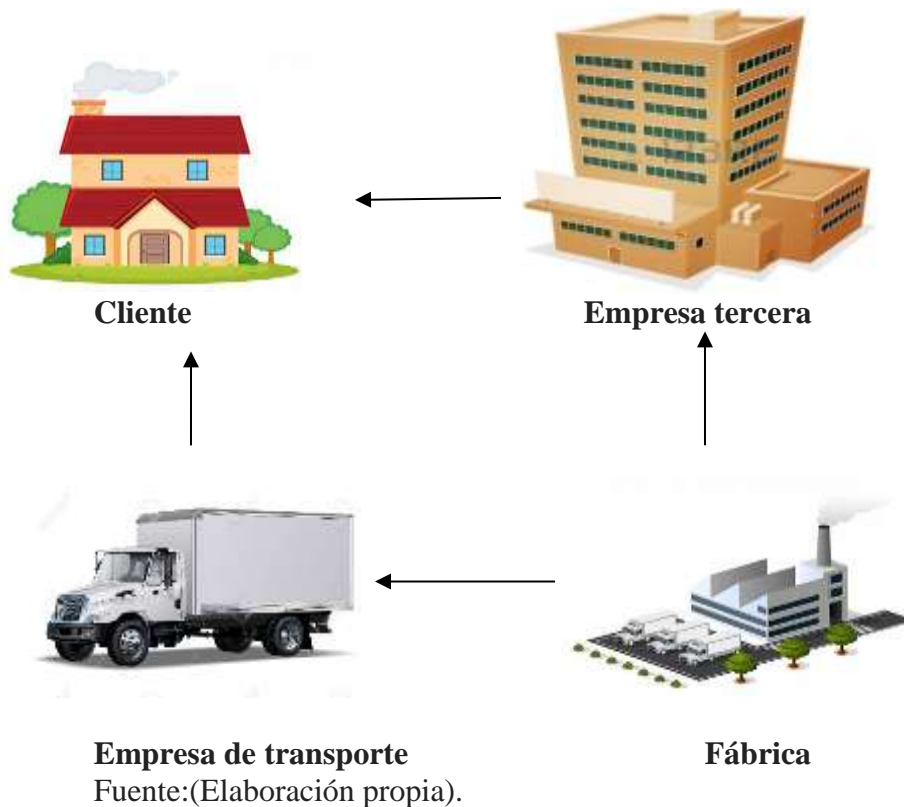 Cliente
Empresa tercera
Empresa de transporte
Fábrica
Fuente:(Elaboración propia).